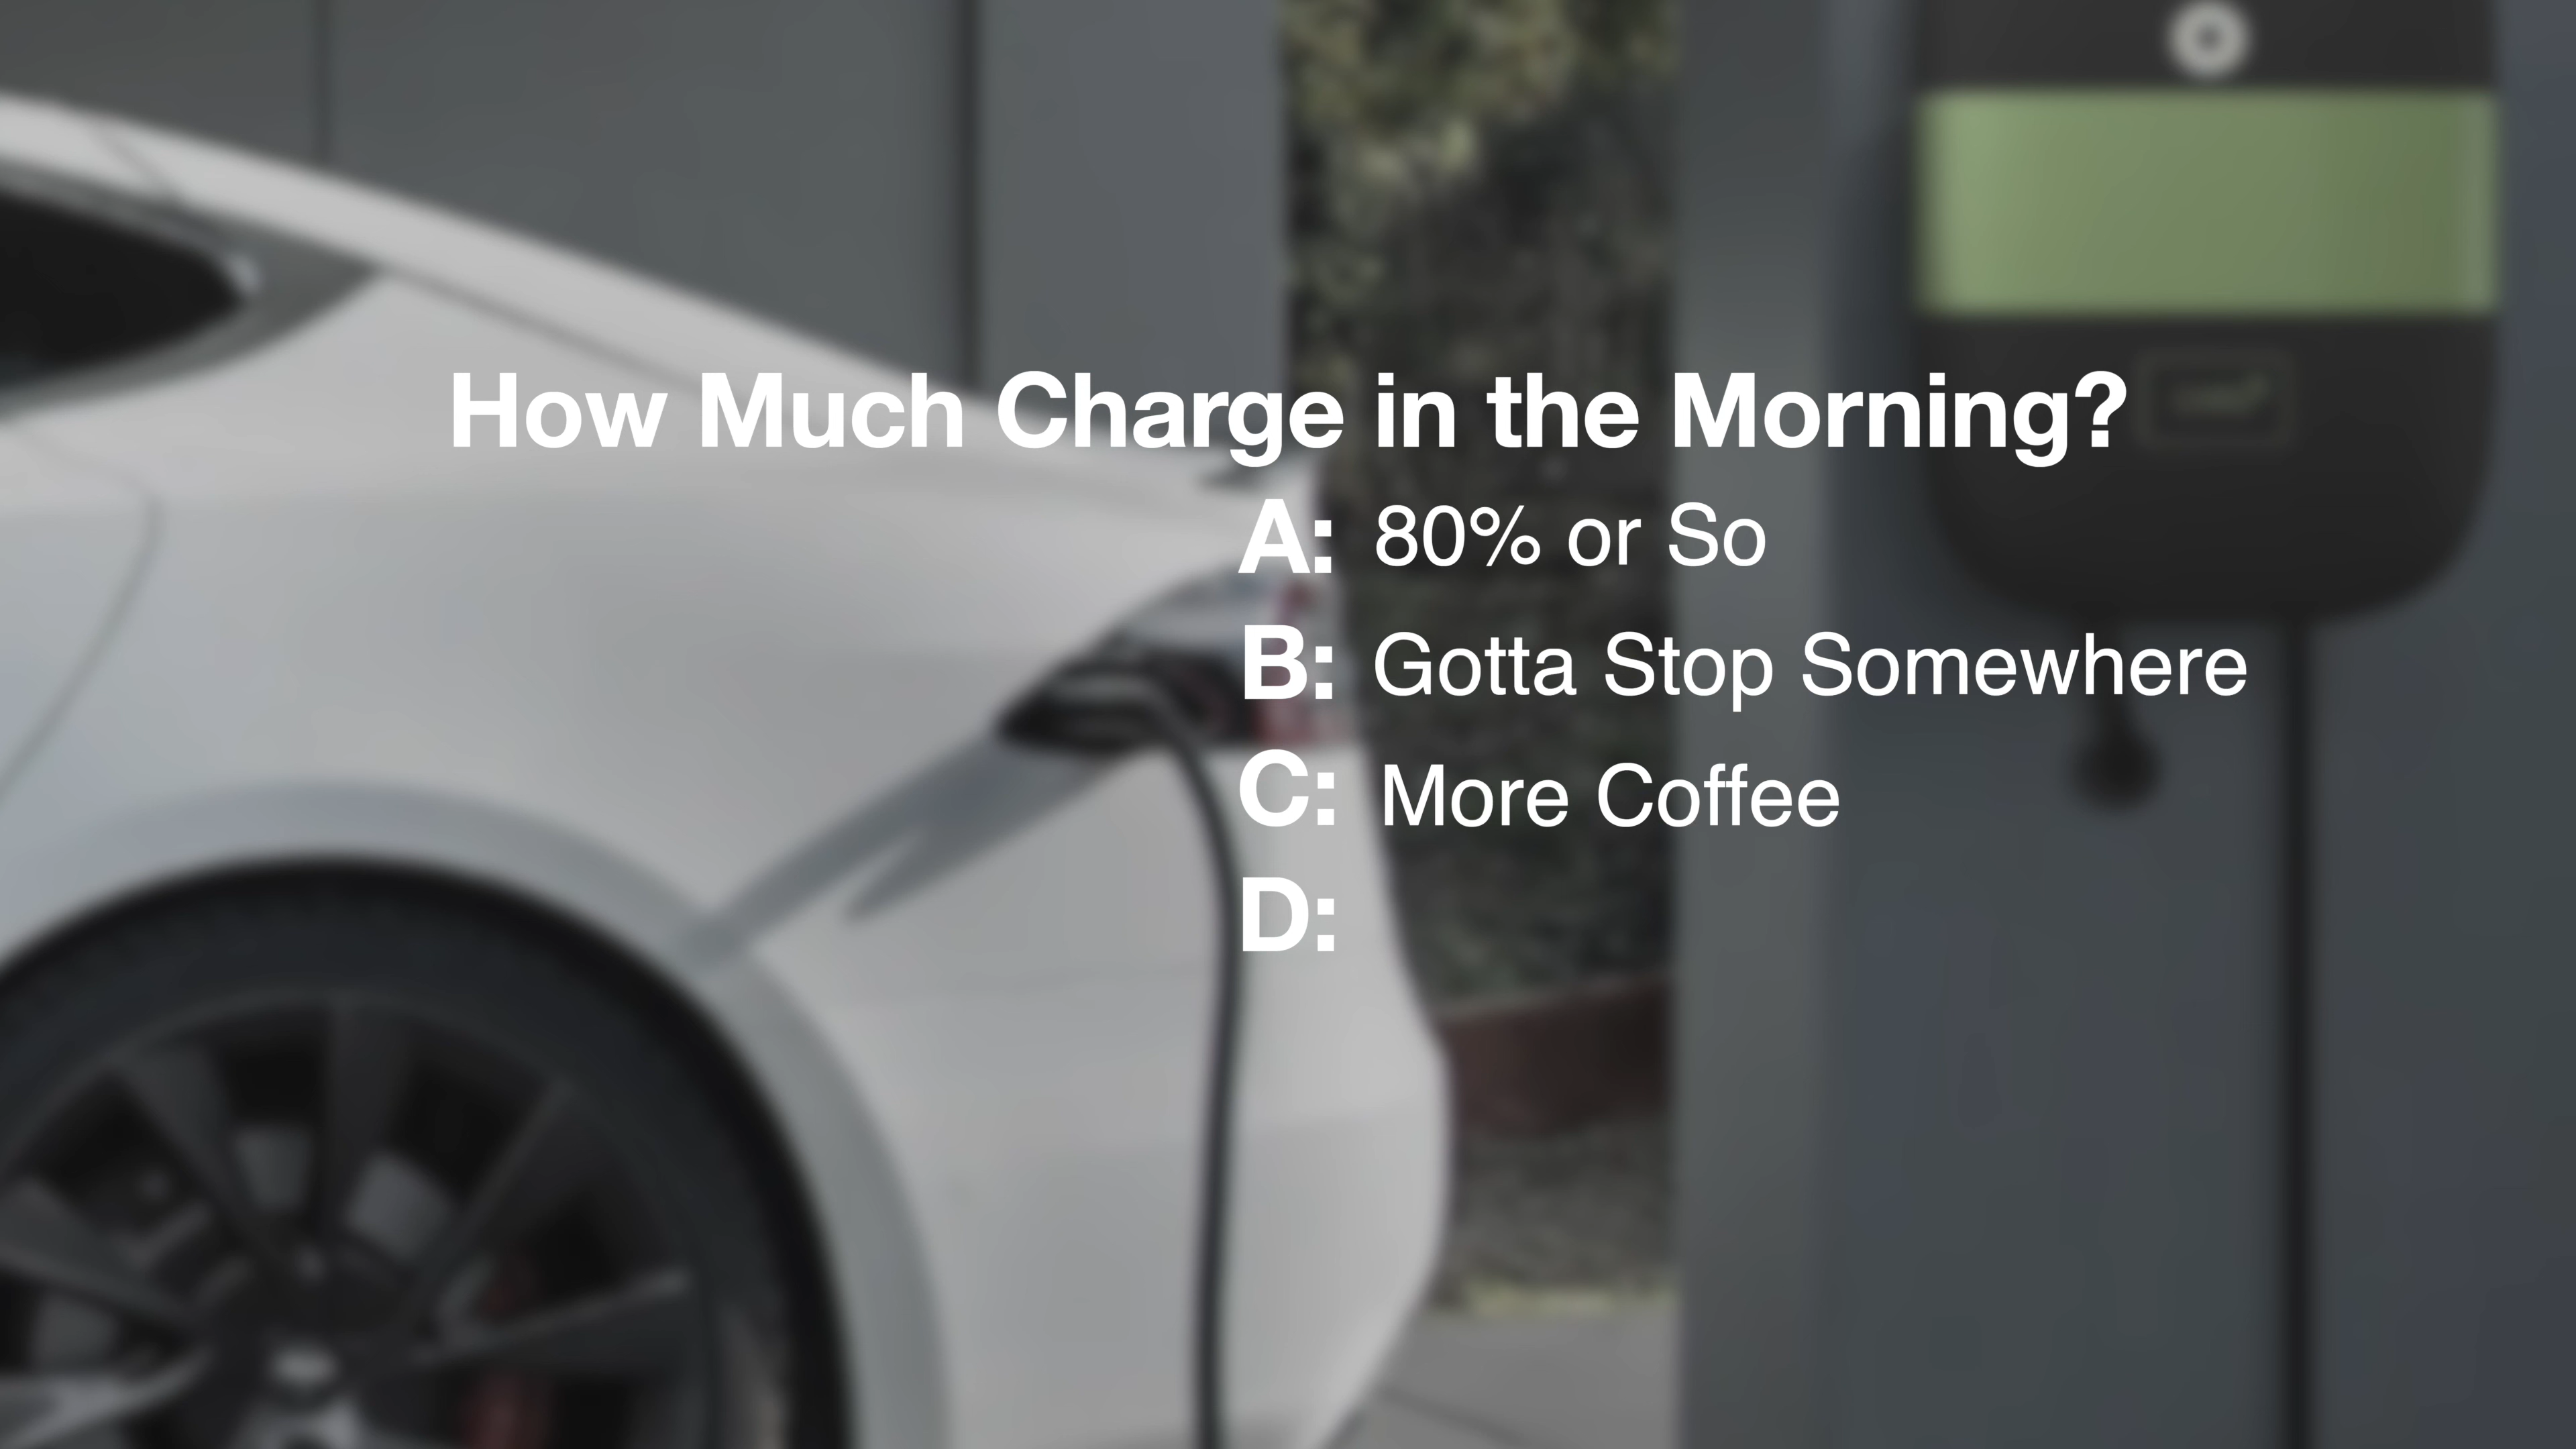 How Much Charge in the Morning?
A: 80% or So
B: Gotta Stop Somewhere
C: More Coffee
D: